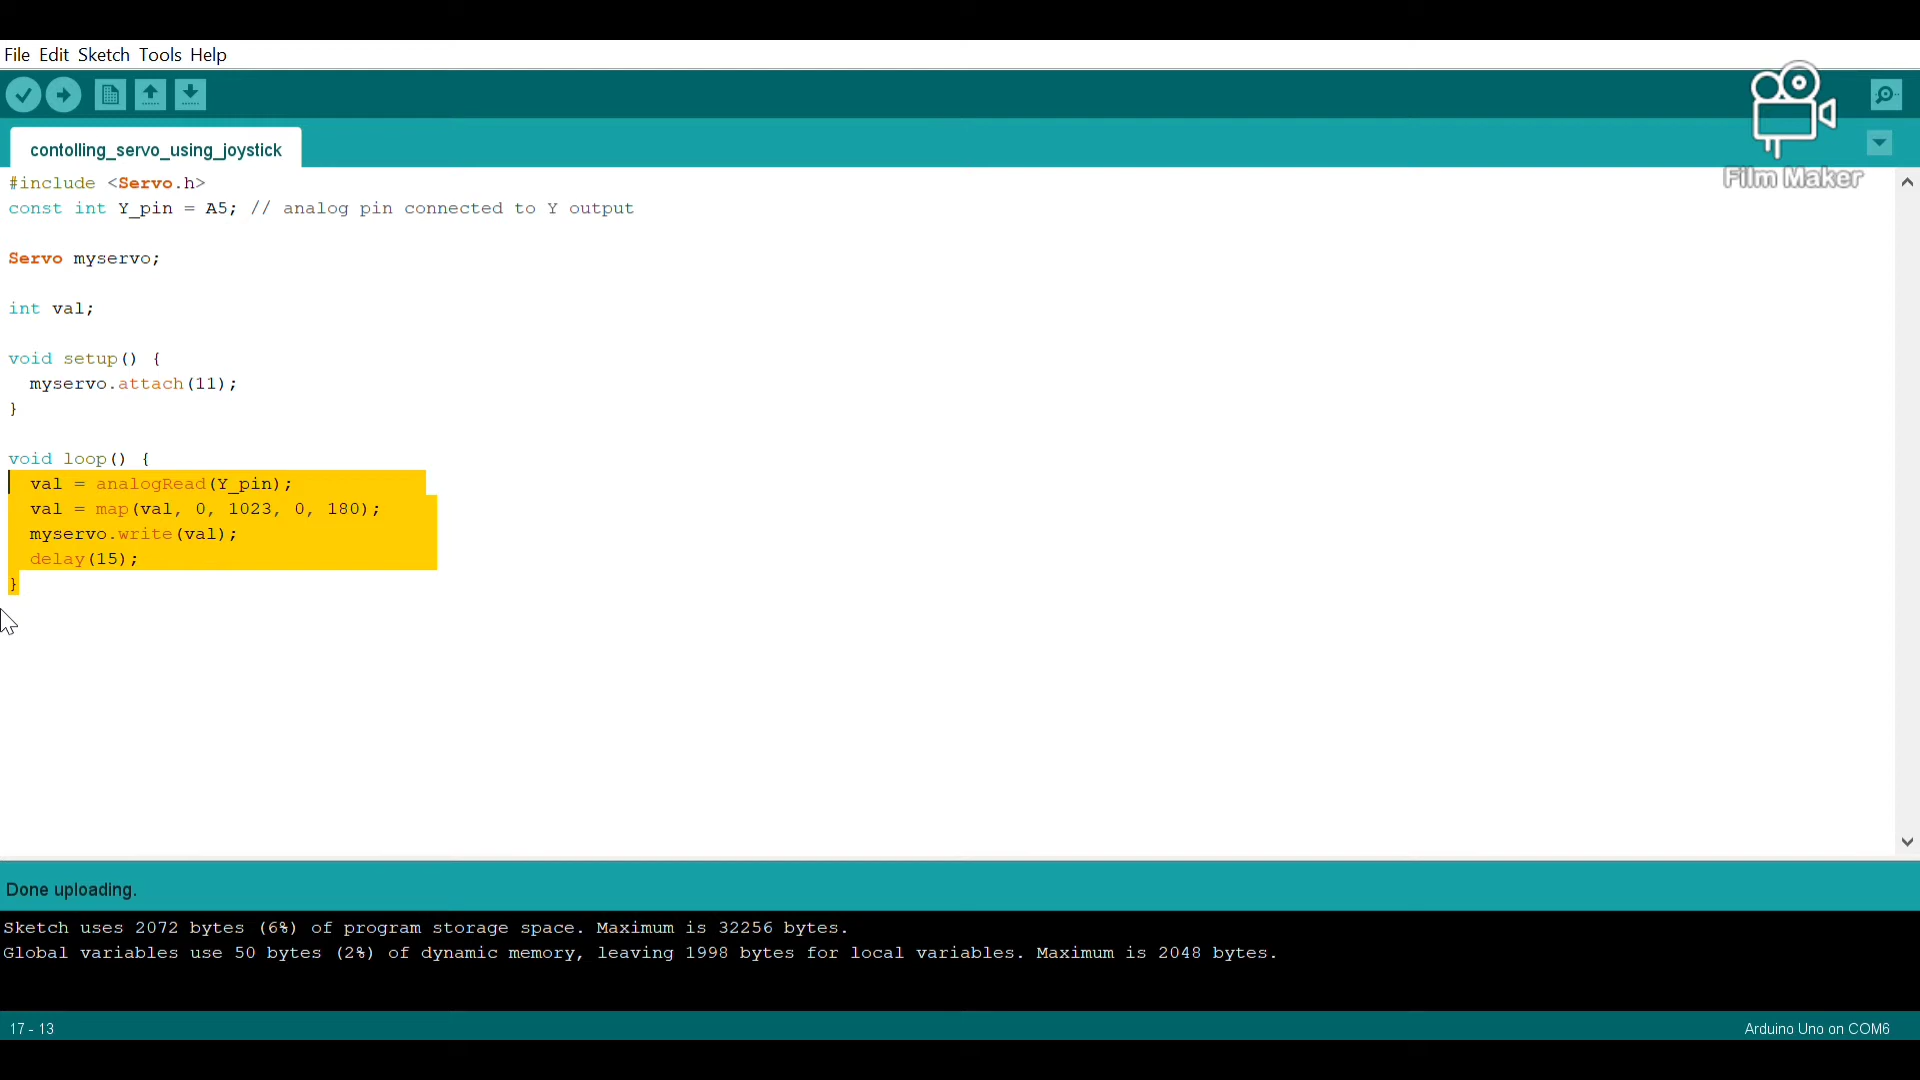 File Edit Sketch Tools Help
Film Maker
contolling_servo_using_joystick
#include <Servo.h>
const int Y_pin = A5; // analog pin connected to Y output
Servo myservo;
int val;
void setup() {
  myservo.attach(11);
}
void loop() {
  val = analogRead(Y_pin);
  val = map(val, 0, 1023, 0, 180);
  myservo.write(val);
  delay(15);
}
Done uploading.
Sketch uses 2072 bytes (6%) of program storage space. Maximum is 32256 bytes.
Global variables use 50 bytes (2%) of dynamic memory, leaving 1998 bytes for local variables. Maximum is 2048 bytes.
17 - 13
Arduino Uno on COM6